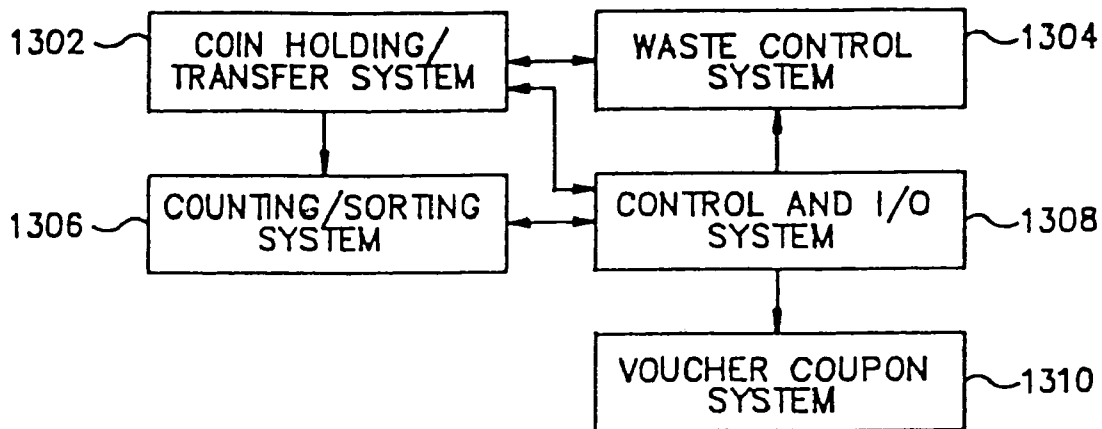 1302
COIN HOLDING/
TRANSFER SYSTEM
WASTE CONTROL
SYSTEM
1304
1306
COUNTING/SORTING
SYSTEM
CONTROL AND I/O
SYSTEM
1308
VOUCHER COUPON
SYSTEM
1310